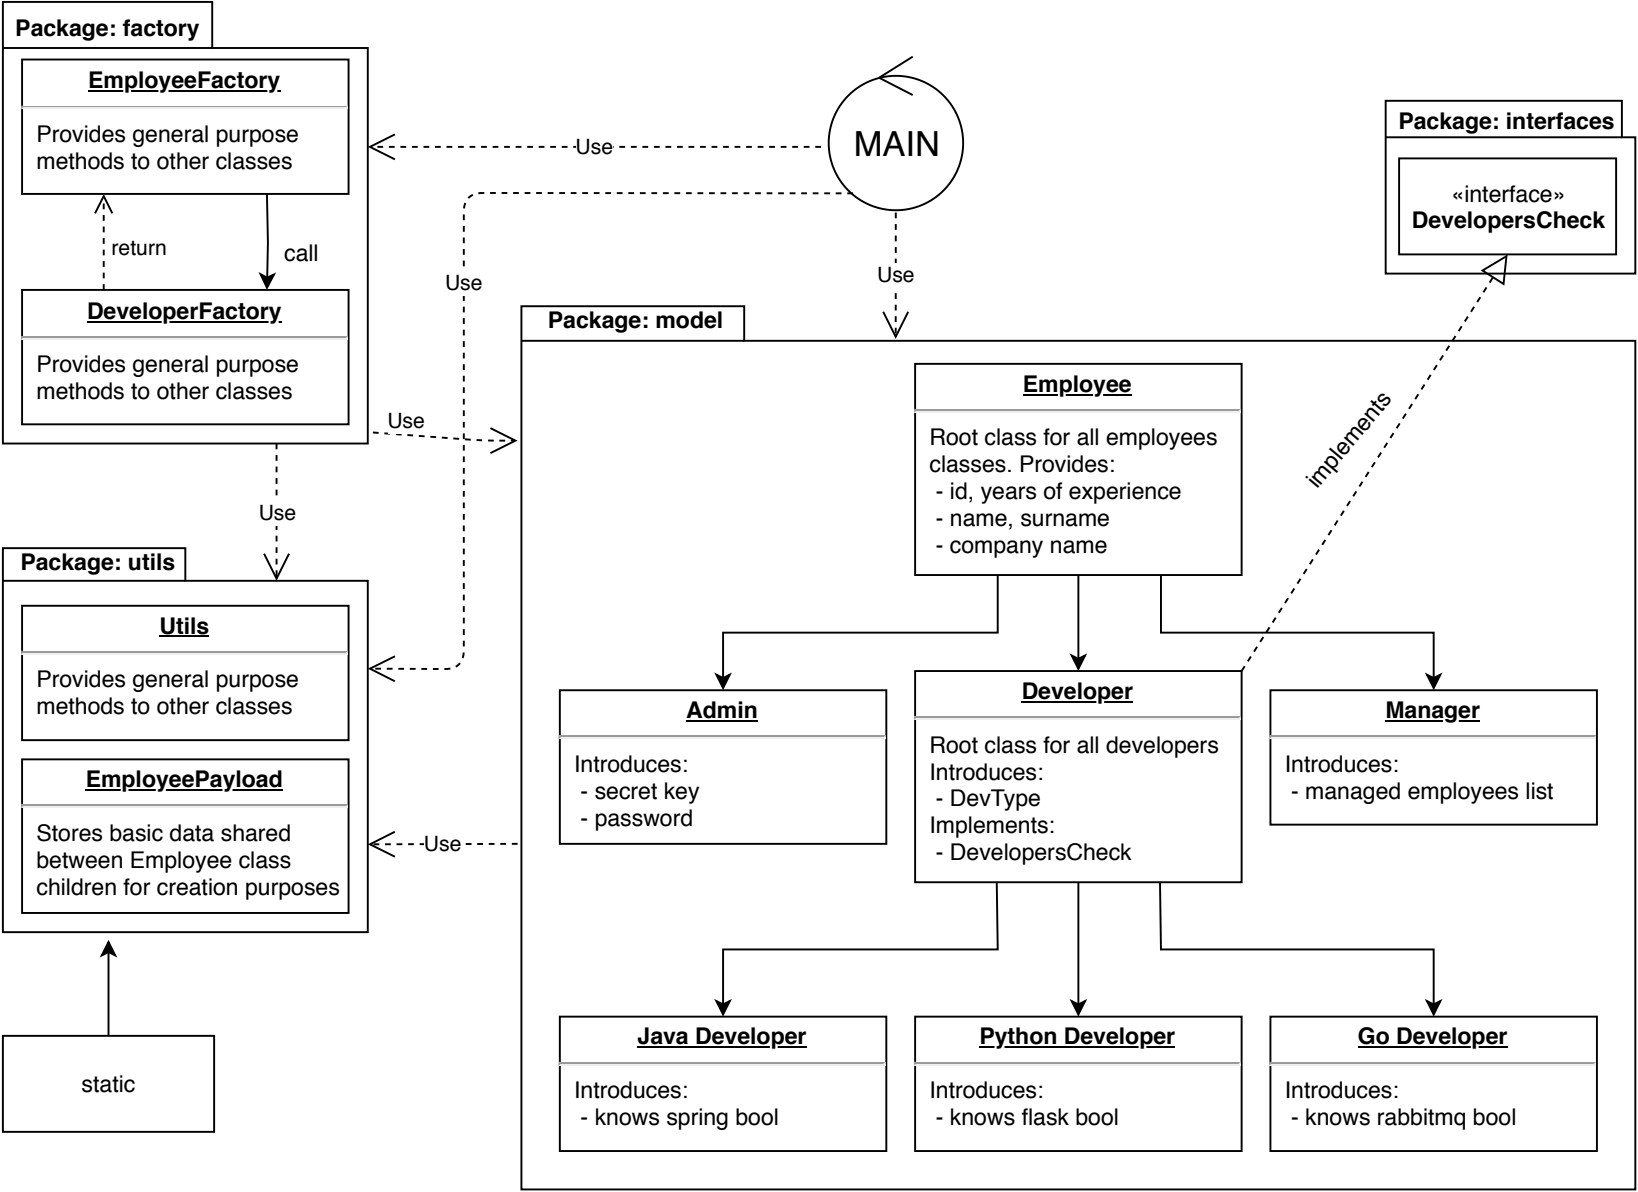 Package: factory
EmployeeFactory
Provides general purpose
methods to other classes
return
call
DeveloperFactory
Provides general purpose
methods to other classes
Use
MAIN
Use
Use
Use
Use
Package: interfaces
«interface»
DevelopersCheck
implements
Package: utils
Utils
Provides general purpose
methods to other classes
EmployeePayload
Stores basic data shared
between Employee class
children for creation purposes
Use
static
Package: model
Employee
Root class for all employees
classes. Provides:
- id, years of experience
- name, surname
- company name
Admin
Introduces:
- secret key
- password
Developer
Root class for all developers
Introduces:
- DevType
Implements:
- DevelopersCheck
Manager
Introduces:
- managed employees list
Java Developer
Introduces:
- knows spring bool
Python Developer
Introduces:
- knows flask bool
Go Developer
Introduces:
- knows rabbitmq bool